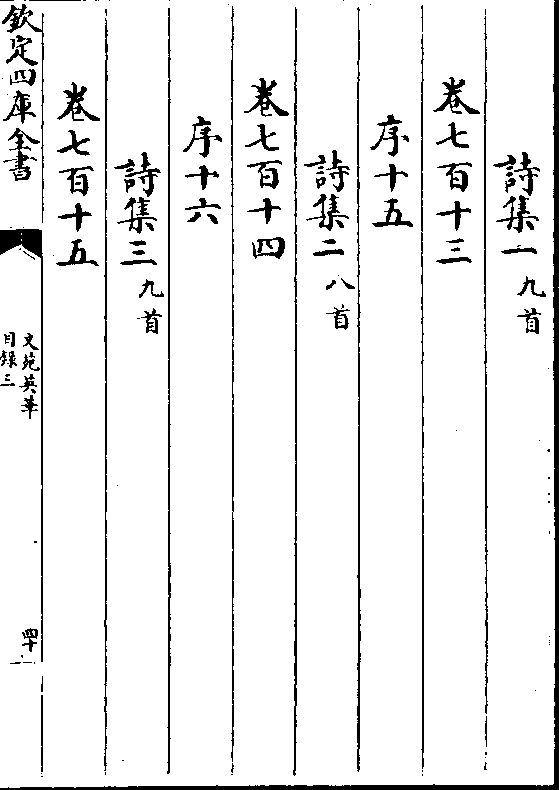 詩集一九首
卷七百十三
序十五
詩集二八首
卷七百十四
序十六
詩集三九首
卷七百十五
欽定四庫全書
文苑英華
目錄三
四十一